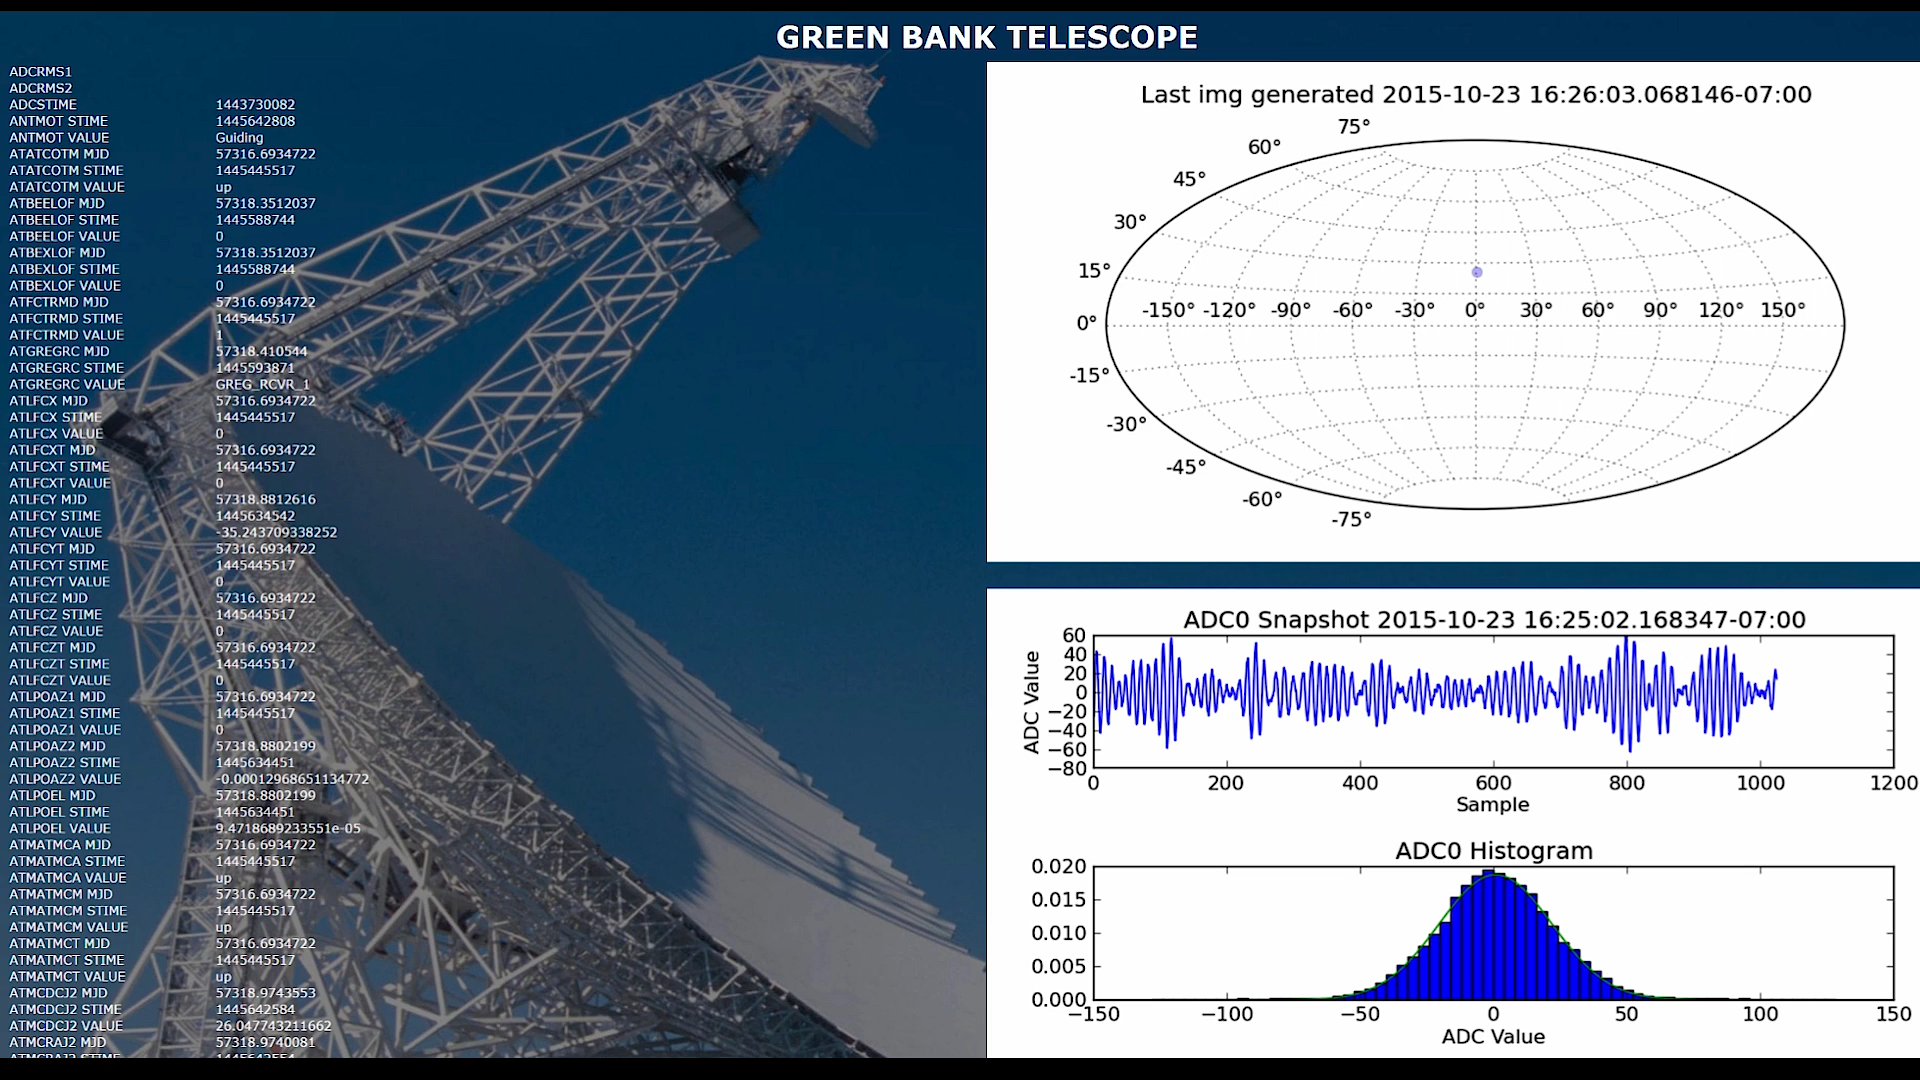 GREEN BANK TELESCOPE
ADCRMS1
ADCRMS2
ADCSTIME 1443730082
ANTMOT STIME 1445642808
ANTMOT VALUE Guiding
ATATCOTM MJD 57316.6934722
ATATCOTM STIME 1445445517
ATATCOTM VALUE up
ATBEELOF MJD 57318.3512037
ATBEELOF STIME 1445588744
ATBEELOF VALUE 0
ATBEXLOF MJD 57318.3512037
ATBEXLOF STIME 1445588744
ATBEXLOF VALUE 0
ATFCTRMD MJD 57316.6934722
ATFCTRMD STIME 1445445517
ATFCTRMD VALUE 1
ATGREGRC MJD 57318.410544
ATGREGRC STIME 1445593871
ATGREGRC VALUE GREG_RCVR_1
ATLFCX MJD 57316.6934722
ATLFCX STIME 1445445517
ATLFCX VALUE 0
ATLFCXT MJD 57316.6934722
ATLFCXT STIME 1445445517
ATLFCXT VALUE 0
ATLFCY MJD 57318.8812616
ATLFCY STIME 1445634542
ATLFCY VALUE -35.243709338252
ATLFCYT MJD 57316.6934722
ATLFCYT STIME 1445445517
ATLFCYT VALUE 0
ATLFCZ MJD 57316.6934722
ATLFCZ STIME 1445445517
ATLFCZ VALUE 0
ATLFCZT MJD 57316.6934722
ATLFCZT STIME 1445445517
ATLFCZT VALUE 0
ATLPOAZ1 MJD 57316.6934722
ATLPOAZ1 STIME 1445445517
ATLPOAZ1 VALUE 0
ATLPOAZ2 MJD 57318.8802199
ATLPOAZ2 STIME 1445634451
ATLPOAZ2 VALUE -0.00012968651134772
ATLPOEL MJD 57318.8802199
ATLPOEL STIME 1445634451
ATLPOEL VALUE 9.4718689233551e-05
ATMATMCA MJD 57316.6934722
ATMATMCA STIME 1445445517
ATMATMCA VALUE up
ATMATMCM MJD 57316.6934722
ATMATMCM STIME 1445445517
ATMATMCM VALUE up
ATMATMCT MJD 57316.6934722
ATMATMCT STIME 1445445517
ATMATMCT VALUE up
ATMCDCJ2 MJD 57318.9743553
ATMCDCJ2 STIME 1445642584
ATMCDCJ2 VALUE 26.047743211662
ATMCRAJ2 MJD 57318.9740081
Last img generated 2015-10-23 16:26:03.068146-07:00
75°
60°
45°
30°
15°
-150° -120° -90° -60° -30° 0° 30° 60° 90° 120° 150°
0°
-15°
-30°
-45°
-60°
-75°
ADC0 Snapshot 2015-10-23 16:25:02.168347-07:00
ADC Value
60
40
20
0
−20
−40
−60
−80
0 200 400 600 800 1000 1200
Sample
ADC0 Histogram
0.020
0.015
0.010
0.005
0.000
−150 −100 −50 0 50 100 150
ADC Value